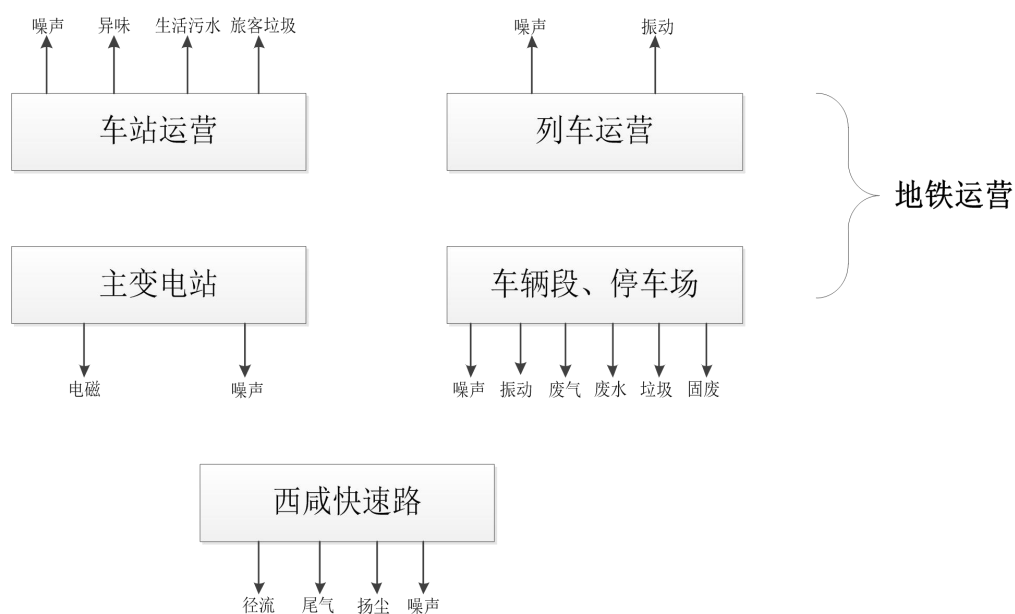 噪声 异味 生活污水 旅客垃圾 噪声 振动
车站运营 列车运营
地铁运营
主变电站 车辆段、停车场
电磁 噪声 噪声 振动 废气 废水 垃圾 固废
西咸快速路
径流 尾气 扬尘 噪声